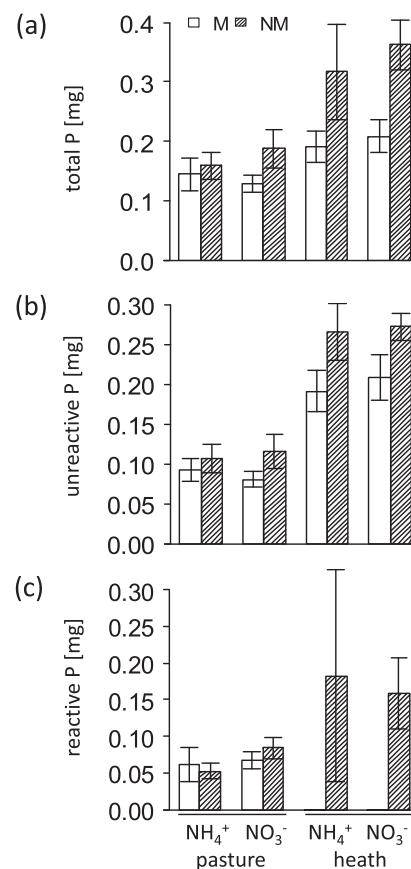 (a)
M NM
total P [mg]
0.4
0.3
0.2
0.1
0.0
(b)
unreactive P [mg]
0.30
0.25
0.20
0.15
0.10
0.05
0.00
(c)
reactive P [mg]
0.30
0.25
0.20
0.15
0.10
0.05
0.00
NH₄⁺ NO₃⁻ NH₄⁺ NO₃⁻
pasture heath